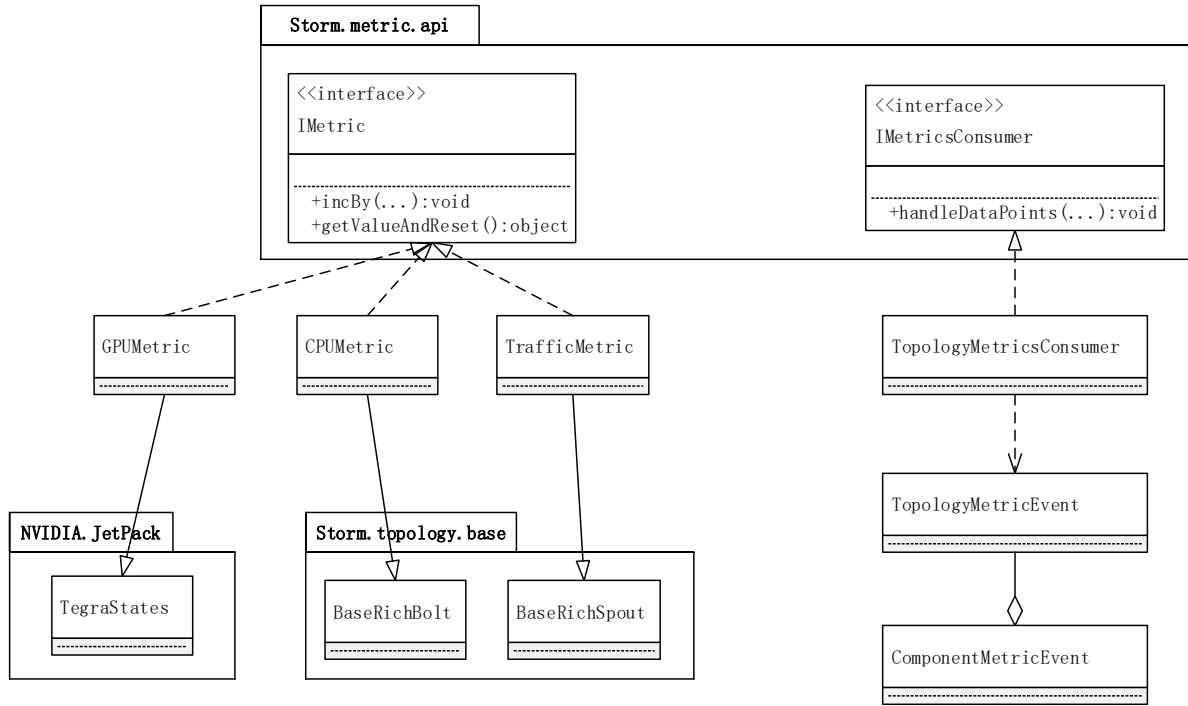 Storm.metric.api
<<interface>>
IMetric
+incBy(...):void
+getValueAndReset():object
<<interface>>
IMetricsConsumer
+handleDataPoints(...):void
GPUMetric
CPUMetric
TrafficMetric
TopologyMetricsConsumer
TopologyMetricEvent
NVIDIA.JetPack
Storm.topology.base
TegraStates
BaseRichBolt
BaseRichSpout
ComponentMetricEvent